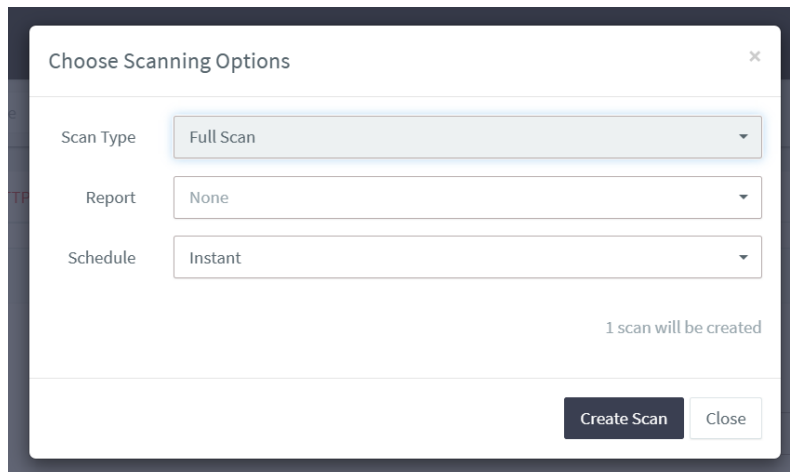 Choose Scanning Options ×
Scan Type Full Scan
Report None
Schedule Instant
1 scan will be created
Create Scan Close